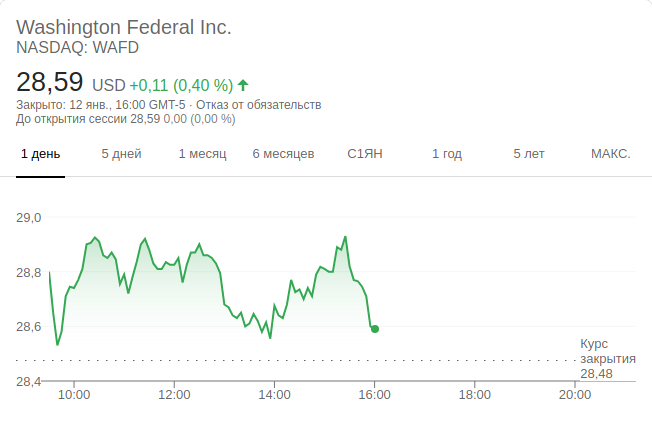 Washington Federal Inc.
NASDAQ: WAFD
28,59 USD +0,11 (0,40 %)
Закрыто: 12 янв., 16:00 GMT-5 · Отказ от обязательств
До открытия сессии 28,59 0,00 (0,00 %)
1 день 5 дней 1 месяц 6 месяцев С1ЯН 1 год 5 лет МАКС.
29,0
28,8
28,6
Курс
закрытия
28,48
28,4
10:00 12:00 14:00 16:00 18:00 20:00